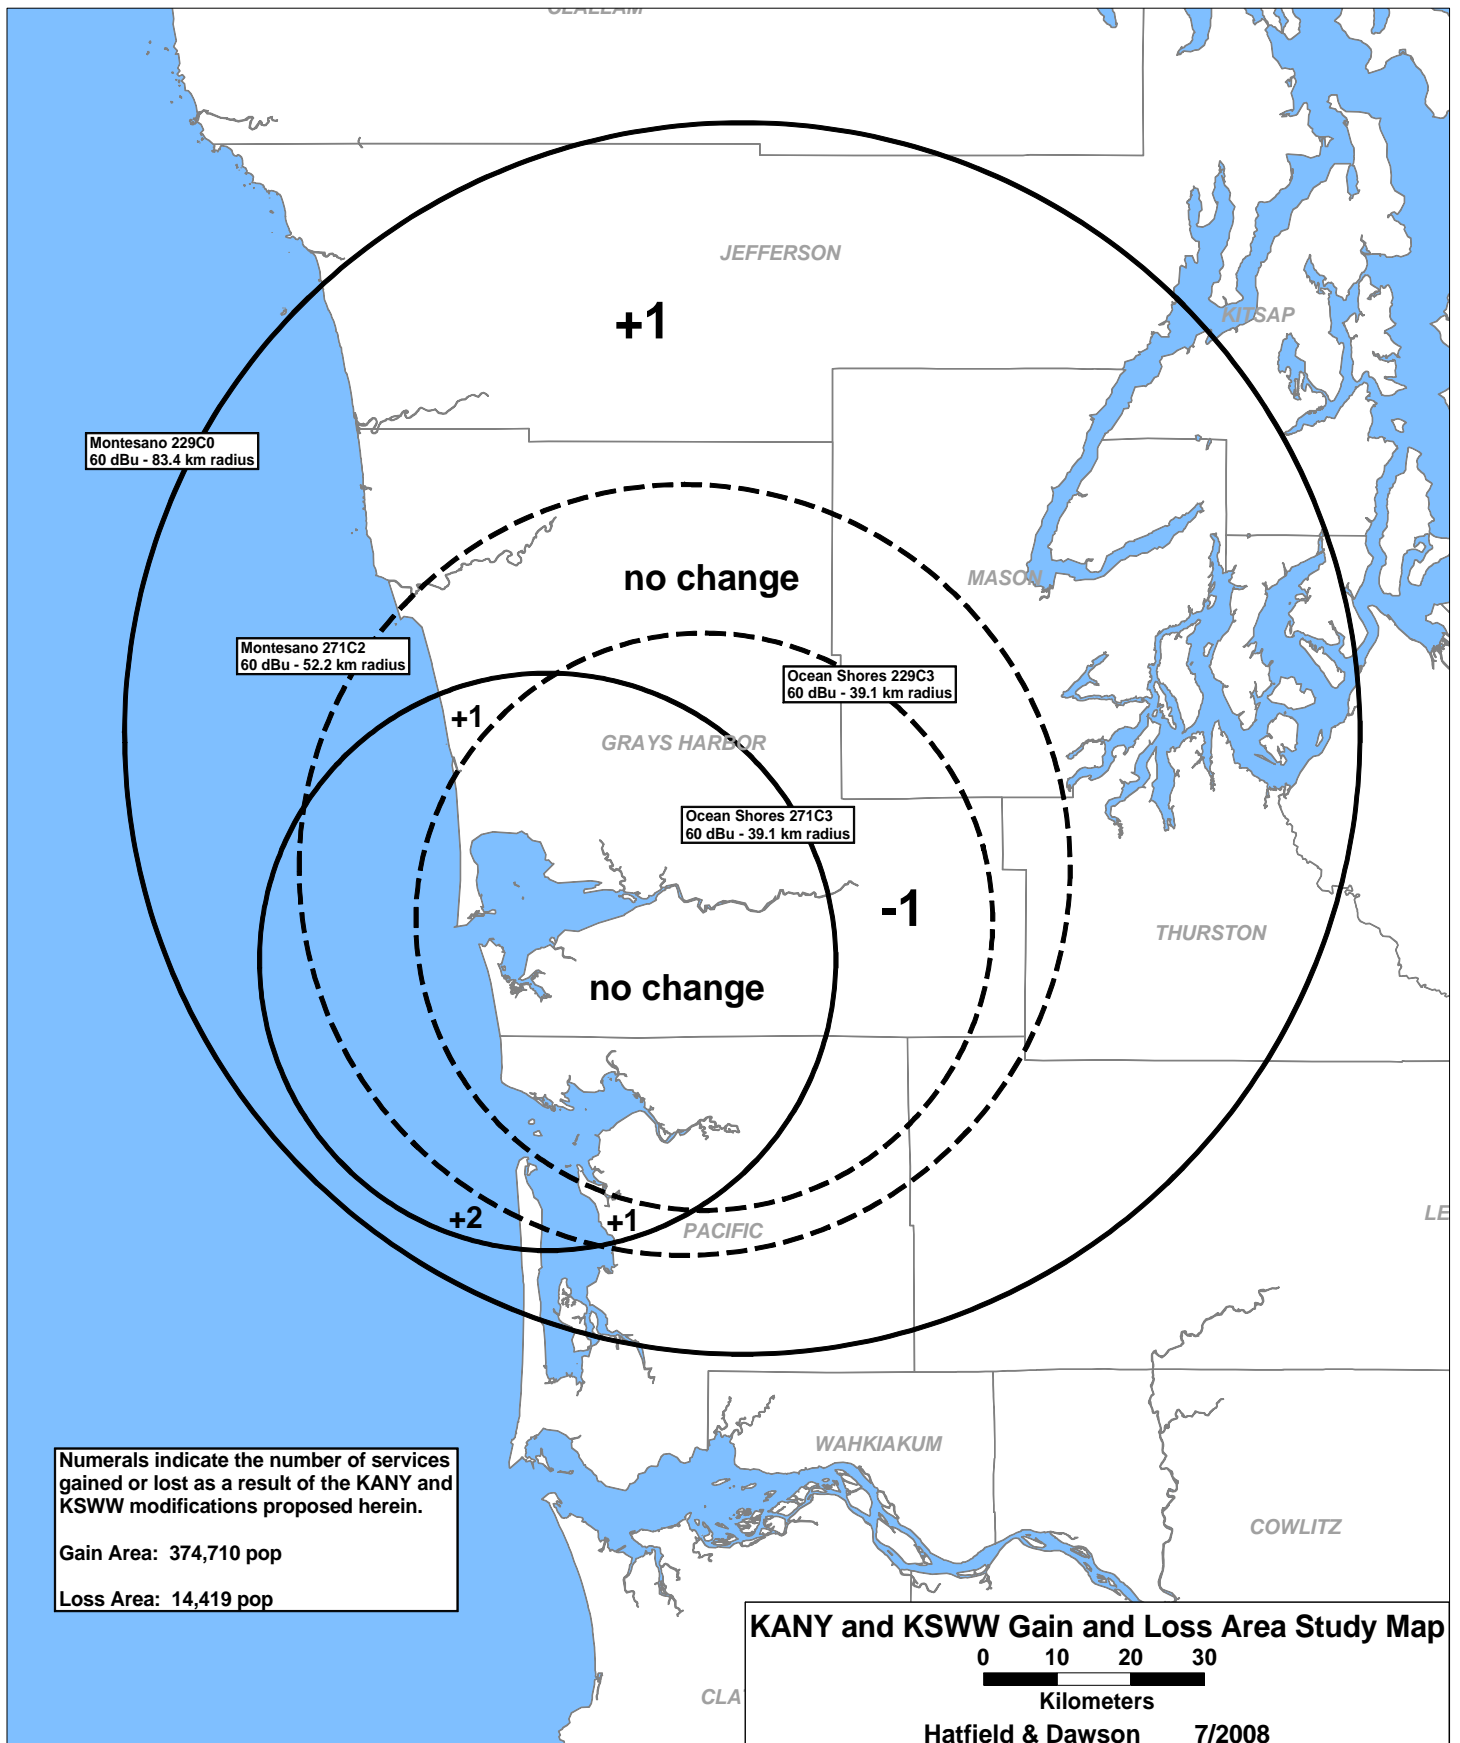 CLALLAM
JEFFERSON
+1
KITSAP
Montesano 229C0
60 dBu - 83.4 km radius
no change
MASON
Montesano 271C2
60 dBu - 52.2 km radius
Ocean Shores 229C3
60 dBu - 39.1 km radius
+1
GRAYS HARBOR
Ocean Shores 271C3
60 dBu - 39.1 km radius
-1
THURSTON
no change
+2
+1
PACIFIC
LE
WAHKIAKUM
Numerals indicate the number of services
gained or lost as a result of the KANY and
KSWW modifications proposed herein.
Gain Area: 374,710 pop
Loss Area: 14,419 pop
COWLITZ
KANY and KSWW Gain and Loss Area Study Map
0 10 20 30
Kilometers
CLA
Hatfield & Dawson 7/2008